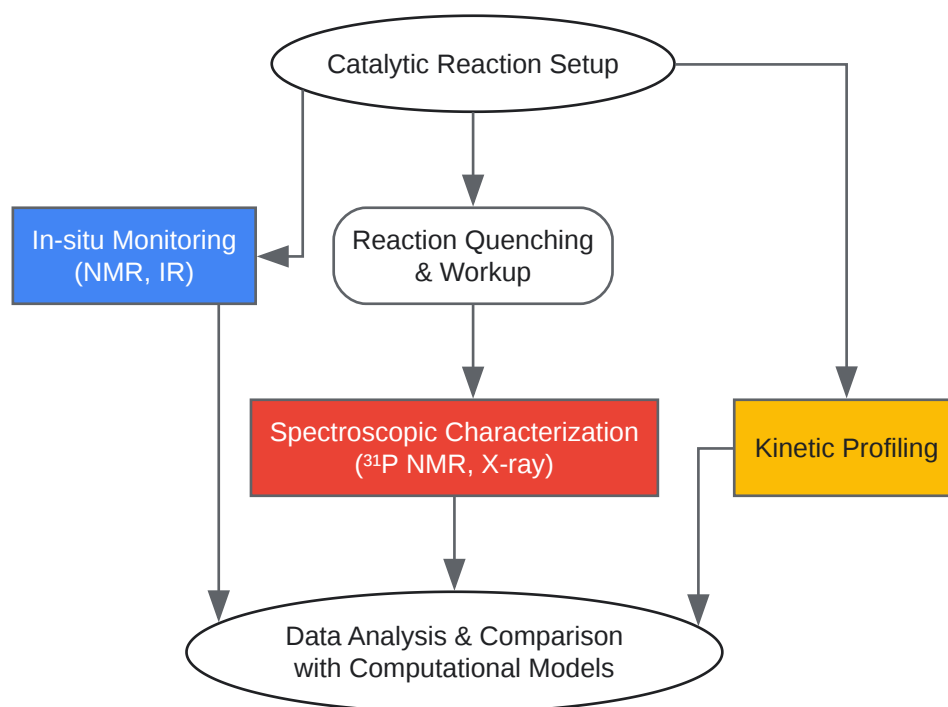 Catalytic Reaction Setup
In-situ Monitoring
(NMR, IR)
Reaction Quenching
& Workup
Spectroscopic Characterization
(³¹P NMR, X-ray)
Kinetic Profiling
Data Analysis & Comparison
with Computational Models